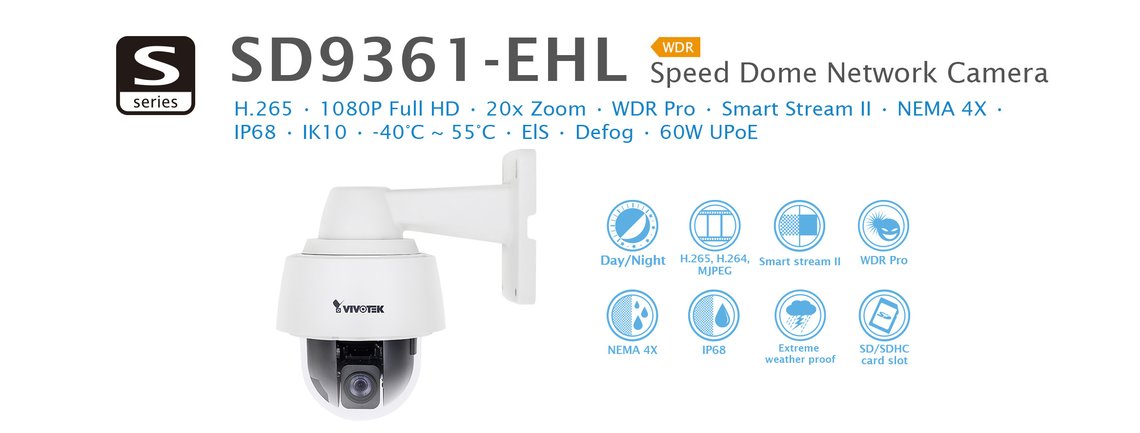 S
series
SD9361-EHL
WDR
Speed Dome Network Camera
H.265 · 1080P Full HD · 20x Zoom · WDR Pro · Smart Stream II · NEMA 4X ·
IP68 · IK10 · -40°C ~ 55°C · EIS · Defog · 60W UPoE
VIVOTEK
Day/Night
H.265, H.264,
MJPEG
Smart stream II
WDR Pro
NEMA 4X
IP68
Extreme
weather proof
SD/SDHC
card slot